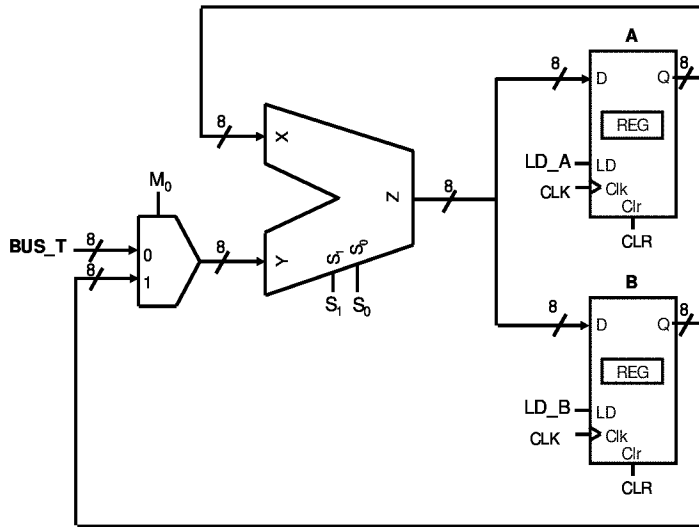 A
8
8
8
D
Q
8
REG
X
LD_A
LD
M₀
CLK
Clk
Z
8
Clr
BUS_T
8
0
8
Y
CLR
8
1
S₁
S₀
B
S₁
S₀
8
D
Q
8
REG
LD_B
LD
CLK
Clk
Clr
CLR